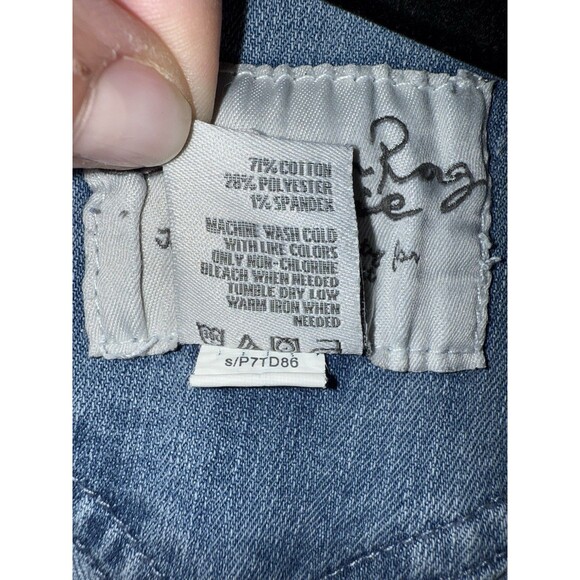 71% COTTON
28% POLYESTER
1% SPANDEX
MACHINE WASH COLD
WITH LIKE COLORS
ONLY NON-CHLORINE
BLEACH WHEN NEEDED
TUMBLE DRY LOW
WARM IRON WHEN
NEEDED
s/P7TD86
Rag